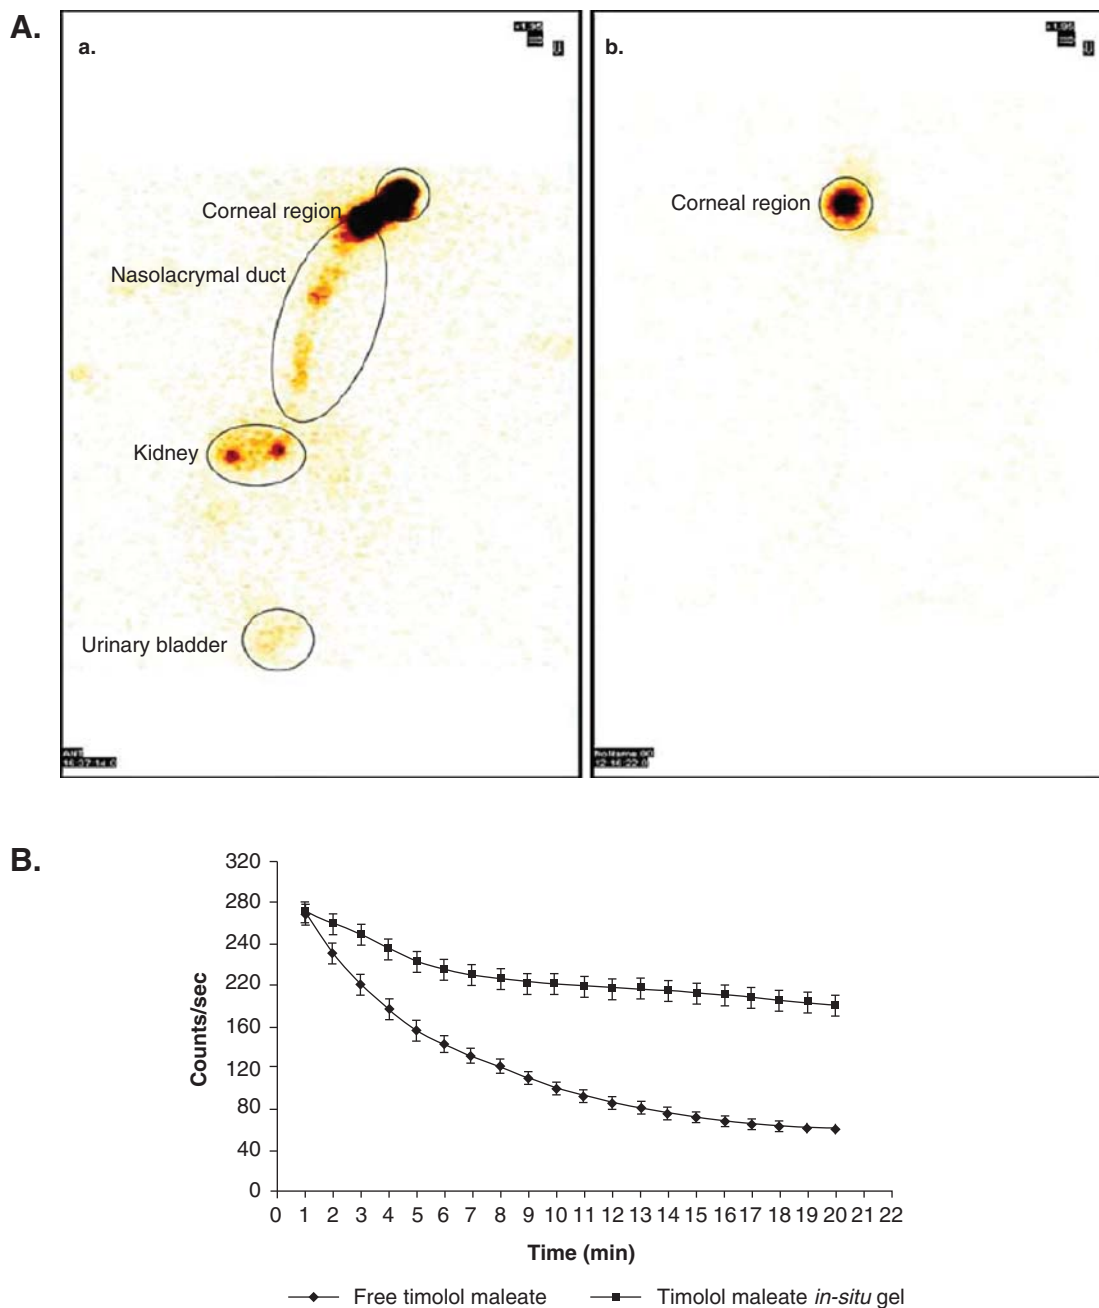 A.
a.
b.
Corneal region
Nasolacrymal duct
Kidney
Urinary bladder
Corneal region
B.
320
280
240
220
160
120
80
40
0
Counts/sec
0 1 2 3 4 5 6 7 8 9 10 11 12 13 14 15 16 17 18 19 20 21 22
Time (min)
Free timolol maleate
Timolol maleate in-situ gel